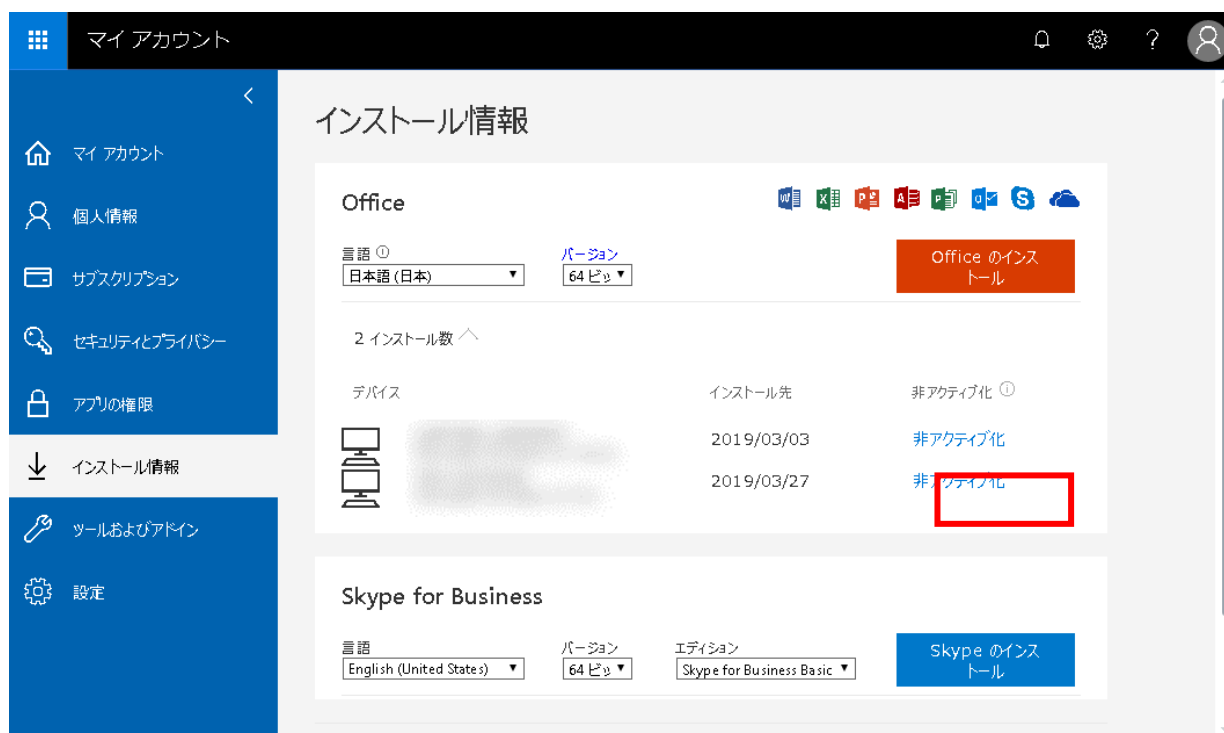 マイ アカウント
インストール情報
マイ アカウント
個人情報
サブスクリプション
セキュリティとプライバシー
アプリの権限
インストール情報
ツールおよびアドイン
設定
Office
言語
バージョン
日本語 (日本)
64 ビッ
Office のインス
トール
2 インストール数
デバイス
インストール先
非アクティブ化
2019/03/03
非アクティブ化
2019/03/27
非アクティブ化
Skype for Business
言語
バージョン
エディション
English (United States)
64 ビッ
Skype for Business Basic
Skype のインス
トール